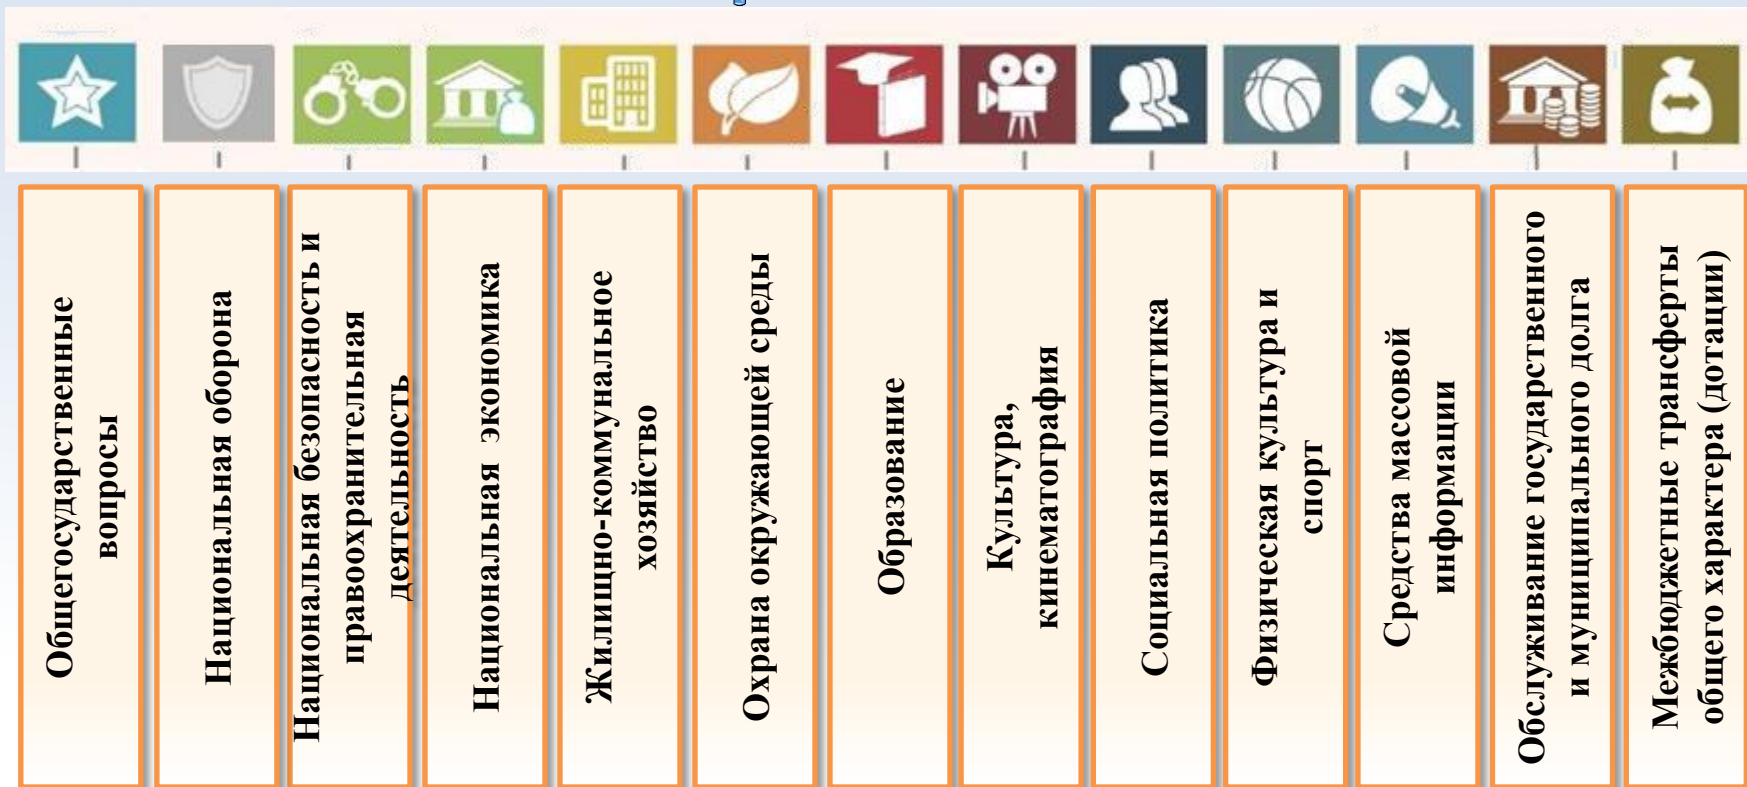 Общегосударственные
вопросы
Национальная оборона
Национальная безопасность и
правоохранительная
деятельность
Национальная экономика
Жилищно-коммунальное
хозяйство
Охрана окружающей среды
Образование
Культура,
кинематография
Социальная политика
Физическая культура и
спорт
Средства массовой
информации
Обслуживание государственного
и муниципального долга
Межбюджетные трансферты
общего характера (дотации)